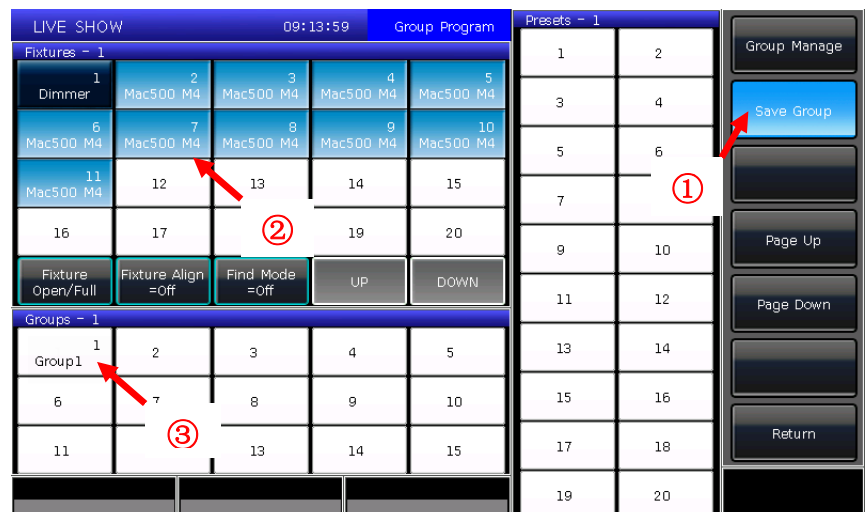 LIVE SHOW 09:13:59 Group Program
Fixtures - 1
1 Dimmer
2 Mac500 M4
3 Mac500 M4
4 Mac500 M4
5 Mac500 M4
6 Mac500 M4
7 Mac500 M4
8 Mac500 M4
9 Mac500 M4
10 Mac500 M4
11 Mac500 M4
12
13
14
15
16
17
②
19
20
Fixture Open/Full
Fixture Align =Off
Find Mode =Off
UP
DOWN
Groups - 1
1 Group1
2
3
4
5
6
7
8
9
10
11
③
13
14
15
Presets - 1
1
2
3
4
5
6
7
①
9
10
11
12
13
14
15
16
17
18
19
20
Group Manage
Save Group
Page Up
Page Down
Return